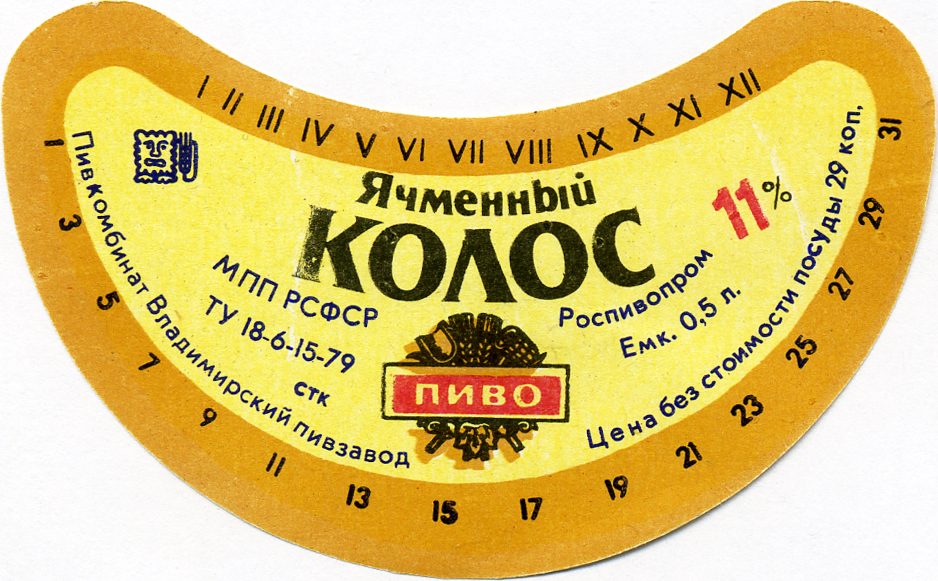 I II III IV V VI VII VIII IX X XI XII
Ячменный
КОЛОС
11%
МПП РСФСР
ТУ 18-6-15-79
стк
Роспивопром
Емк. 0,5 л.
ПИВО
Пивкомбинат Владимирский пивзавод
Цена без стоимости посуды 29 коп.
1 3 5 7 9 11 13 15 17 19 21 23 25 27 29 31